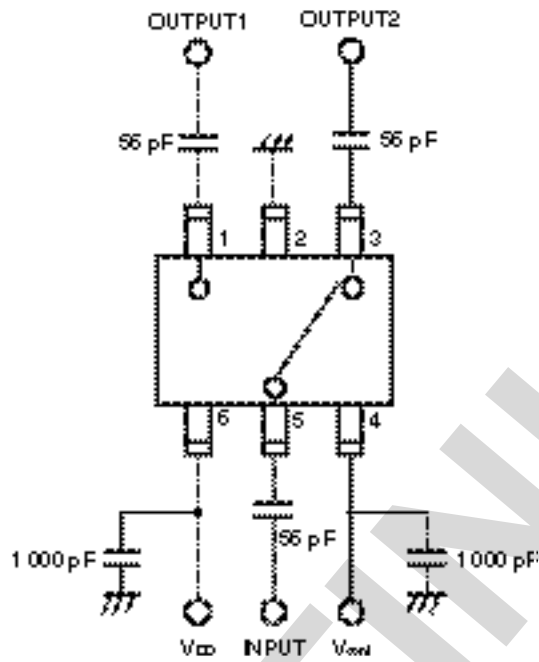 OUTPUT1 OUTPUT2
56 pF 56 pF
1 2 3
6 5 4
56 pF
1 000 pF 1 000 pF
VDD INPUT Vcont